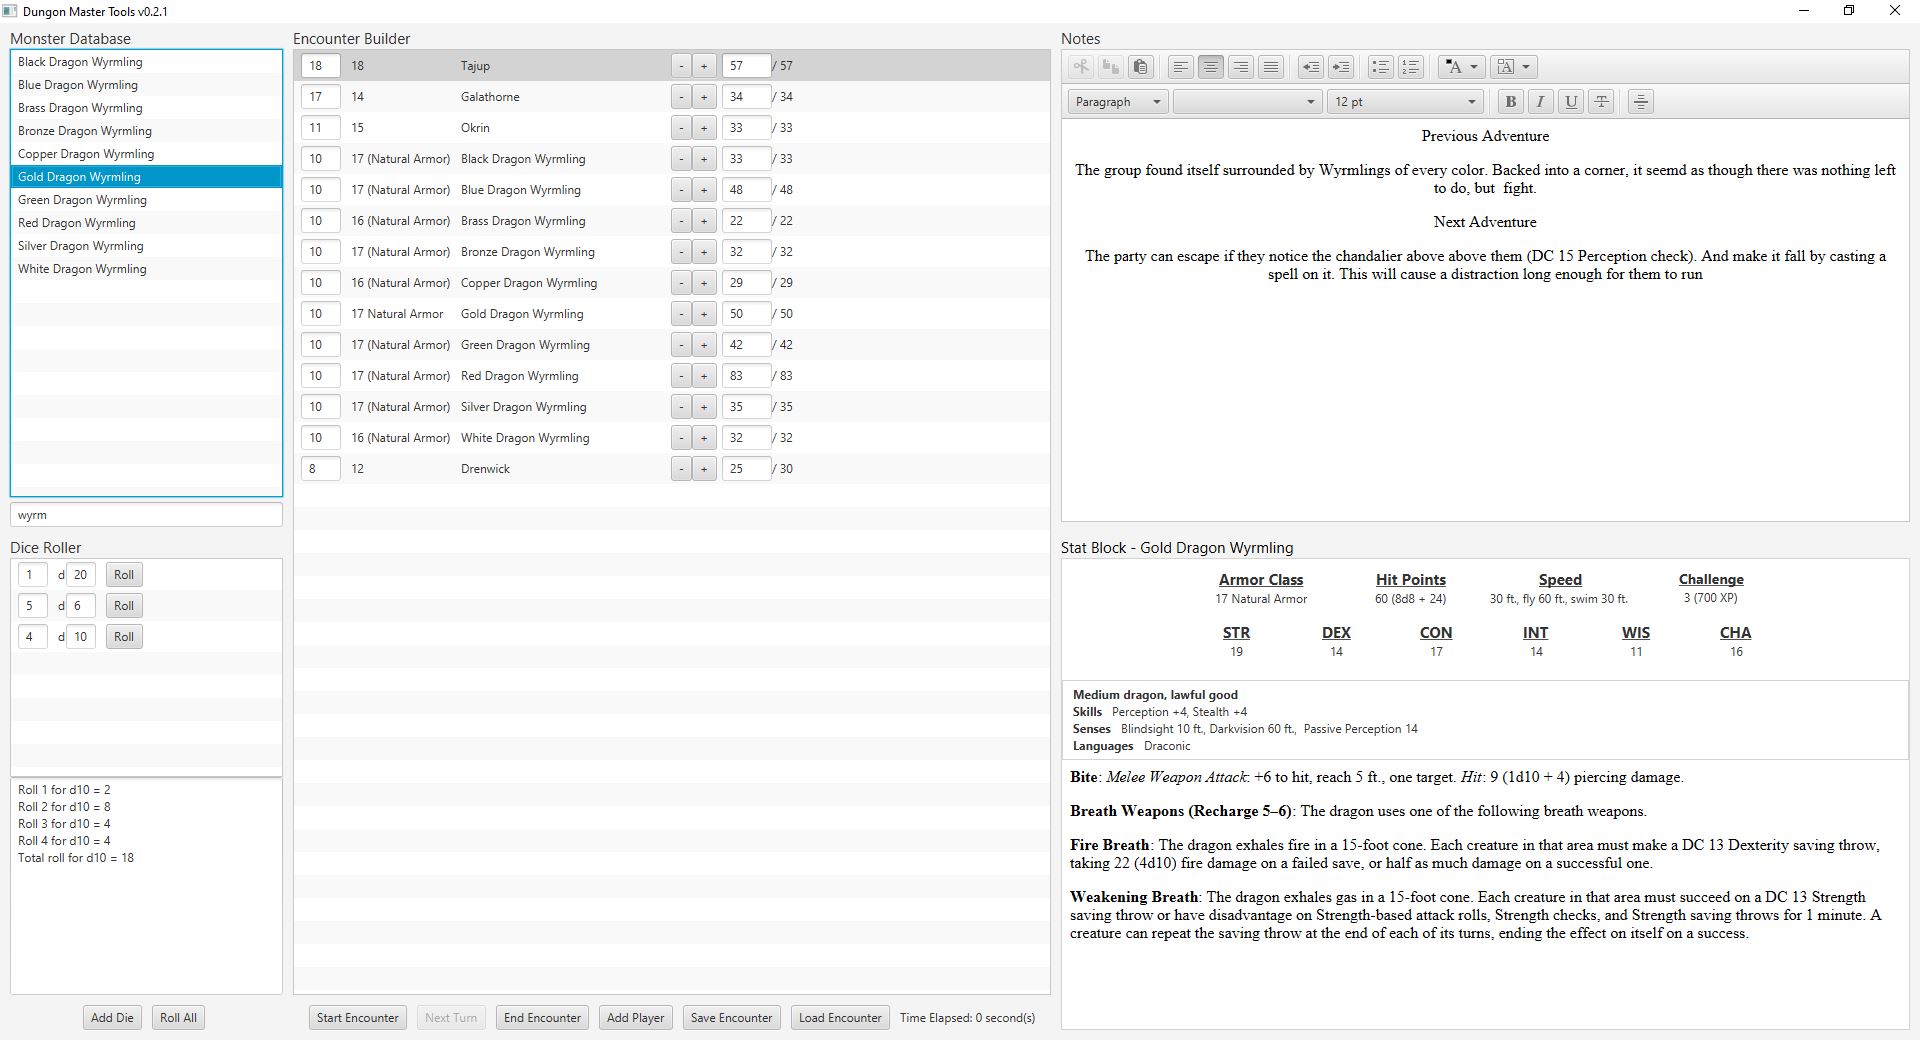 Dungon Master Tools v0.2.1
Monster Database
Black Dragon Wyrmling
Blue Dragon Wyrmling
Brass Dragon Wyrmling
Bronze Dragon Wyrmling
Copper Dragon Wyrmling
Gold Dragon Wyrmling
Green Dragon Wyrmling
Red Dragon Wyrmling
Silver Dragon Wyrmling
White Dragon Wyrmling
wyrm
Dice Roller
1 d 20 Roll
5 d 6 Roll
4 d 10 Roll
Roll 1 for d10 = 2
Roll 2 for d10 = 8
Roll 3 for d10 = 4
Roll 4 for d10 = 4
Total roll for d10 = 18
Add Die Roll All
Encounter Builder
18 18 Tajup - + 57 / 57
17 14 Galathorne - + 34 / 34
11 15 Okrin - + 33 / 33
10 17 (Natural Armor) Black Dragon Wyrmling - + 33 / 33
10 17 (Natural Armor) Blue Dragon Wyrmling - + 48 / 48
10 16 (Natural Armor) Brass Dragon Wyrmling - + 22 / 22
10 17 (Natural Armor) Bronze Dragon Wyrmling - + 32 / 32
10 16 (Natural Armor) Copper Dragon Wyrmling - + 29 / 29
10 17 Natural Armor Gold Dragon Wyrmling - + 50 / 50
10 17 (Natural Armor) Green Dragon Wyrmling - + 42 / 42
10 17 (Natural Armor) Red Dragon Wyrmling - + 83 / 83
10 17 (Natural Armor) Silver Dragon Wyrmling - + 35 / 35
10 16 (Natural Armor) White Dragon Wyrmling - + 32 / 32
8 12 Drenwick - + 25 / 30
Start Encounter Next Turn End Encounter Add Player Save Encounter Load Encounter Time Elapsed: 0 second(s)
Notes
Paragraph 12 pt B I U T
Previous Adventure
The group found itself surrounded by Wyrmlings of every color. Backed into a corner, it seemd as though there was nothing left
to do, but fight.
Next Adventure
The party can escape if they notice the chandalier above above them (DC 15 Perception check). And make it fall by casting a
spell on it. This will cause a distraction long enough for them to run
Stat Block - Gold Dragon Wyrmling
Armor Class Hit Points Speed Challenge
17 Natural Armor 60 (8d8 + 24) 30 ft., fly 60 ft., swim 30 ft. 3 (700 XP)
STR DEX CON INT WIS CHA
19 14 17 14 11 16
Medium dragon, lawful good
Skills Perception +4, Stealth +4
Senses Blindsight 10 ft., Darkvision 60 ft., Passive Perception 14
Languages Draconic
Bite: Melee Weapon Attack: +6 to hit, reach 5 ft., one target. Hit: 9 (1d10 + 4) piercing damage.
Breath Weapons (Recharge 5–6): The dragon uses one of the following breath weapons.
Fire Breath: The dragon exhales fire in a 15-foot cone. Each creature in that area must make a DC 13 Dexterity saving throw,
taking 22 (4d10) fire damage on a failed save, or half as much damage on a successful one.
Weakening Breath: The dragon exhales gas in a 15-foot cone. Each creature in that area must succeed on a DC 13 Strength
saving throw or have disadvantage on Strength-based attack rolls, Strength checks, and Strength saving throws for 1 minute. A
creature can repeat the saving throw at the end of each of its turns, ending the effect on itself on a success.